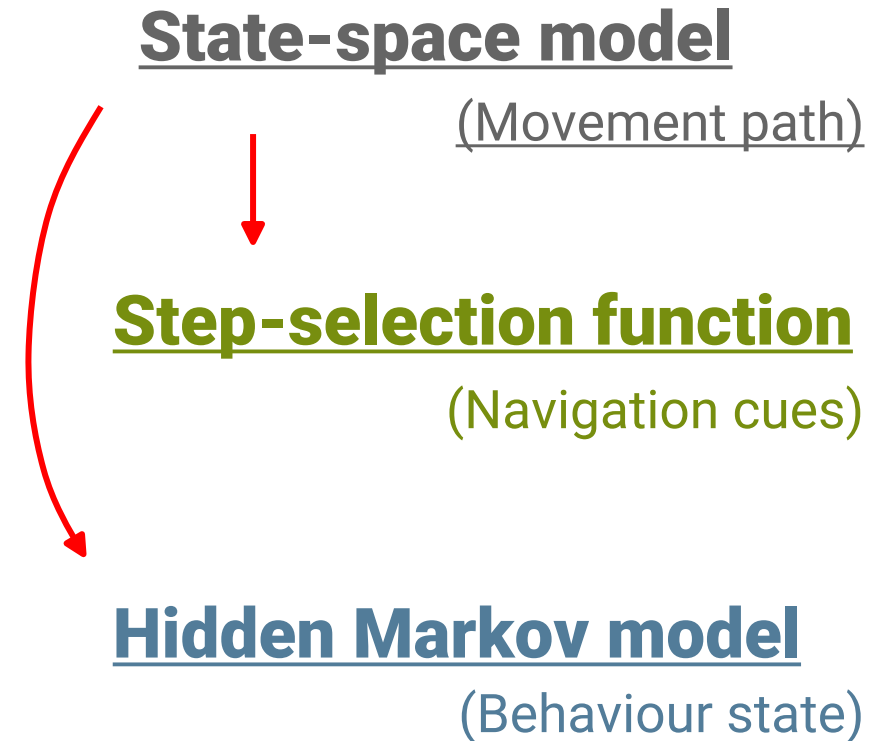 State-space model
(Movement path)
Step-selection function
(Navigation cues)
Hidden Markov model
(Behaviour state)